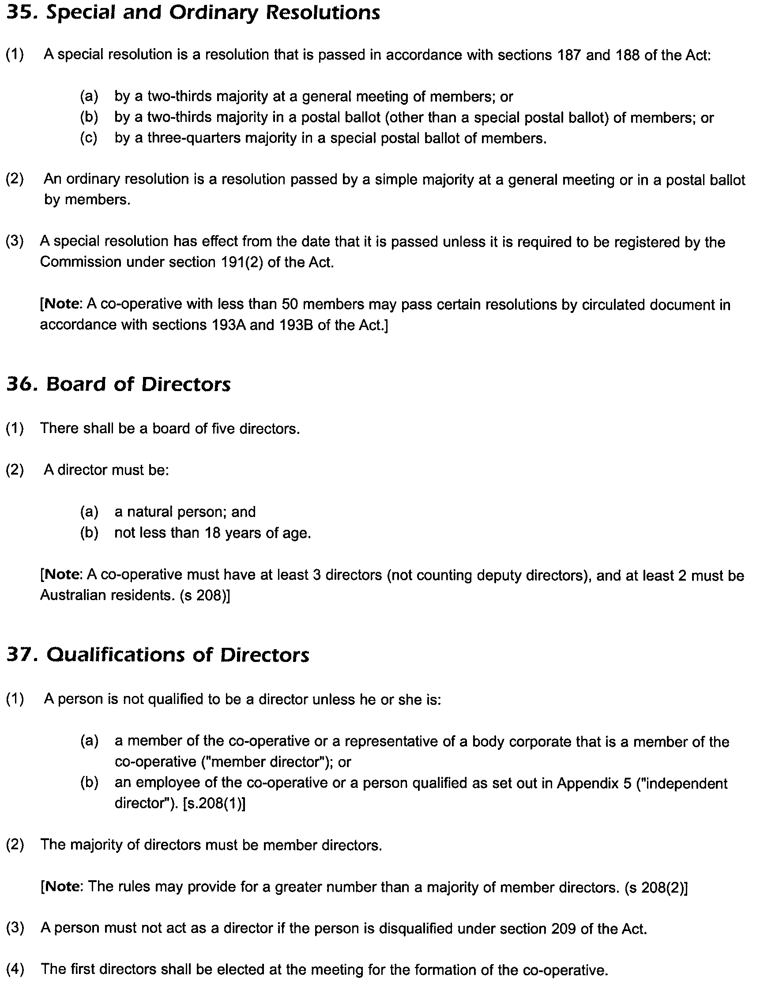 35. Special and Ordinary Resolutions
(1) A special resolution is a resolution that is passed in accordance with sections 187 and 188 of the Act:
(a) by a two-thirds majority at a general meeting of members; or
(b) by a two-thirds majority in a postal ballot (other than a special postal ballot) of members; or
(c) by a three-quarters majority in a special postal ballot of members.
(2) An ordinary resolution is a resolution passed by a simple majority at a general meeting or in a postal ballot
by members.
(3) A special resolution has effect from the date that it is passed unless it is required to be registered by the
Commission under section 191(2) of the Act.
[Note: A co-operative with less than 50 members may pass certain resolutions by circulated document in
accordance with sections 193A and 193B of the Act.]
36. Board of Directors
(1) There shall be a board of five directors.
(2) A director must be:
(a) a natural person; and
(b) not less than 18 years of age.
[Note: A co-operative must have at least 3 directors (not counting deputy directors), and at least 2 must be
Australian residents. (s 208)]
37. Qualifications of Directors
(1) A person is not qualified to be a director unless he or she is:
(a) a member of the co-operative or a representative of a body corporate that is a member of the
co-operative ("member director"); or
(b) an employee of the co-operative or a person qualified as set out in Appendix 5 ("independent
director"). [s.208(1)]
(2) The majority of directors must be member directors.
[Note: The rules may provide for a greater number than a majority of member directors. (s 208(2)]
(3) A person must not act as a director if the person is disqualified under section 209 of the Act.
(4) The first directors shall be elected at the meeting for the formation of the co-operative.